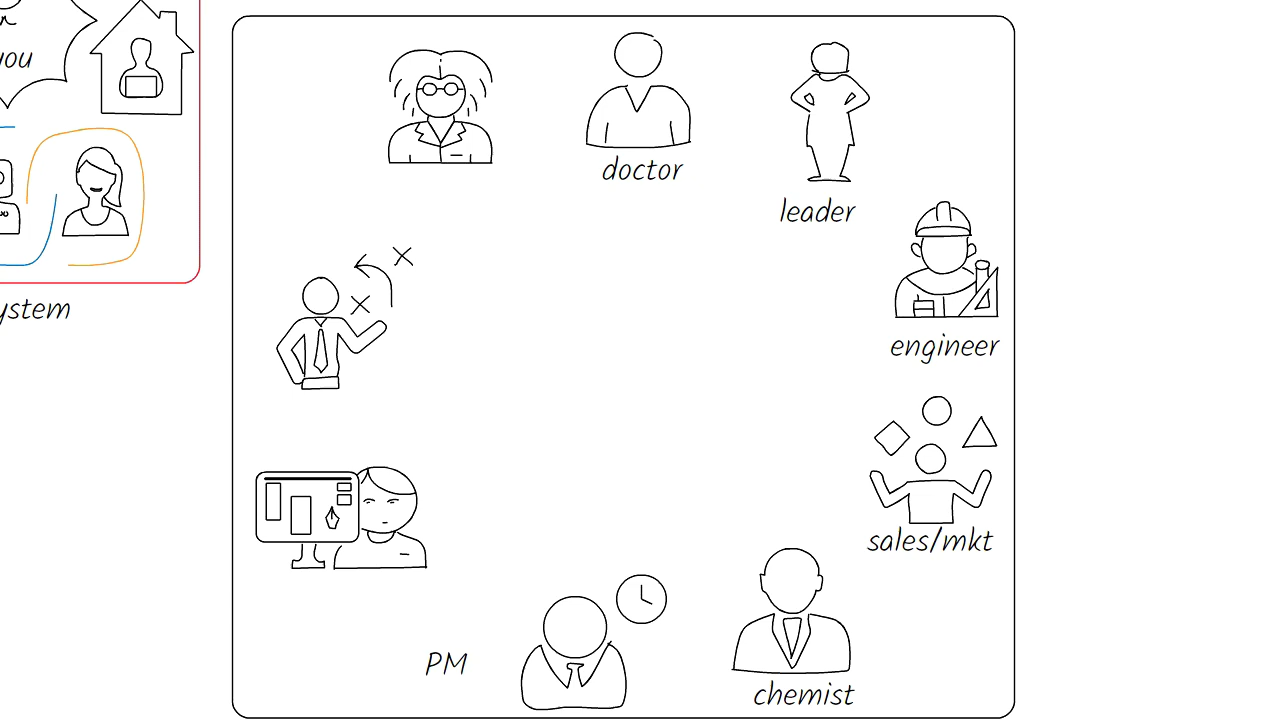 you
doctor
leader
engineer
ystem
sales/mkt
PM
chemist